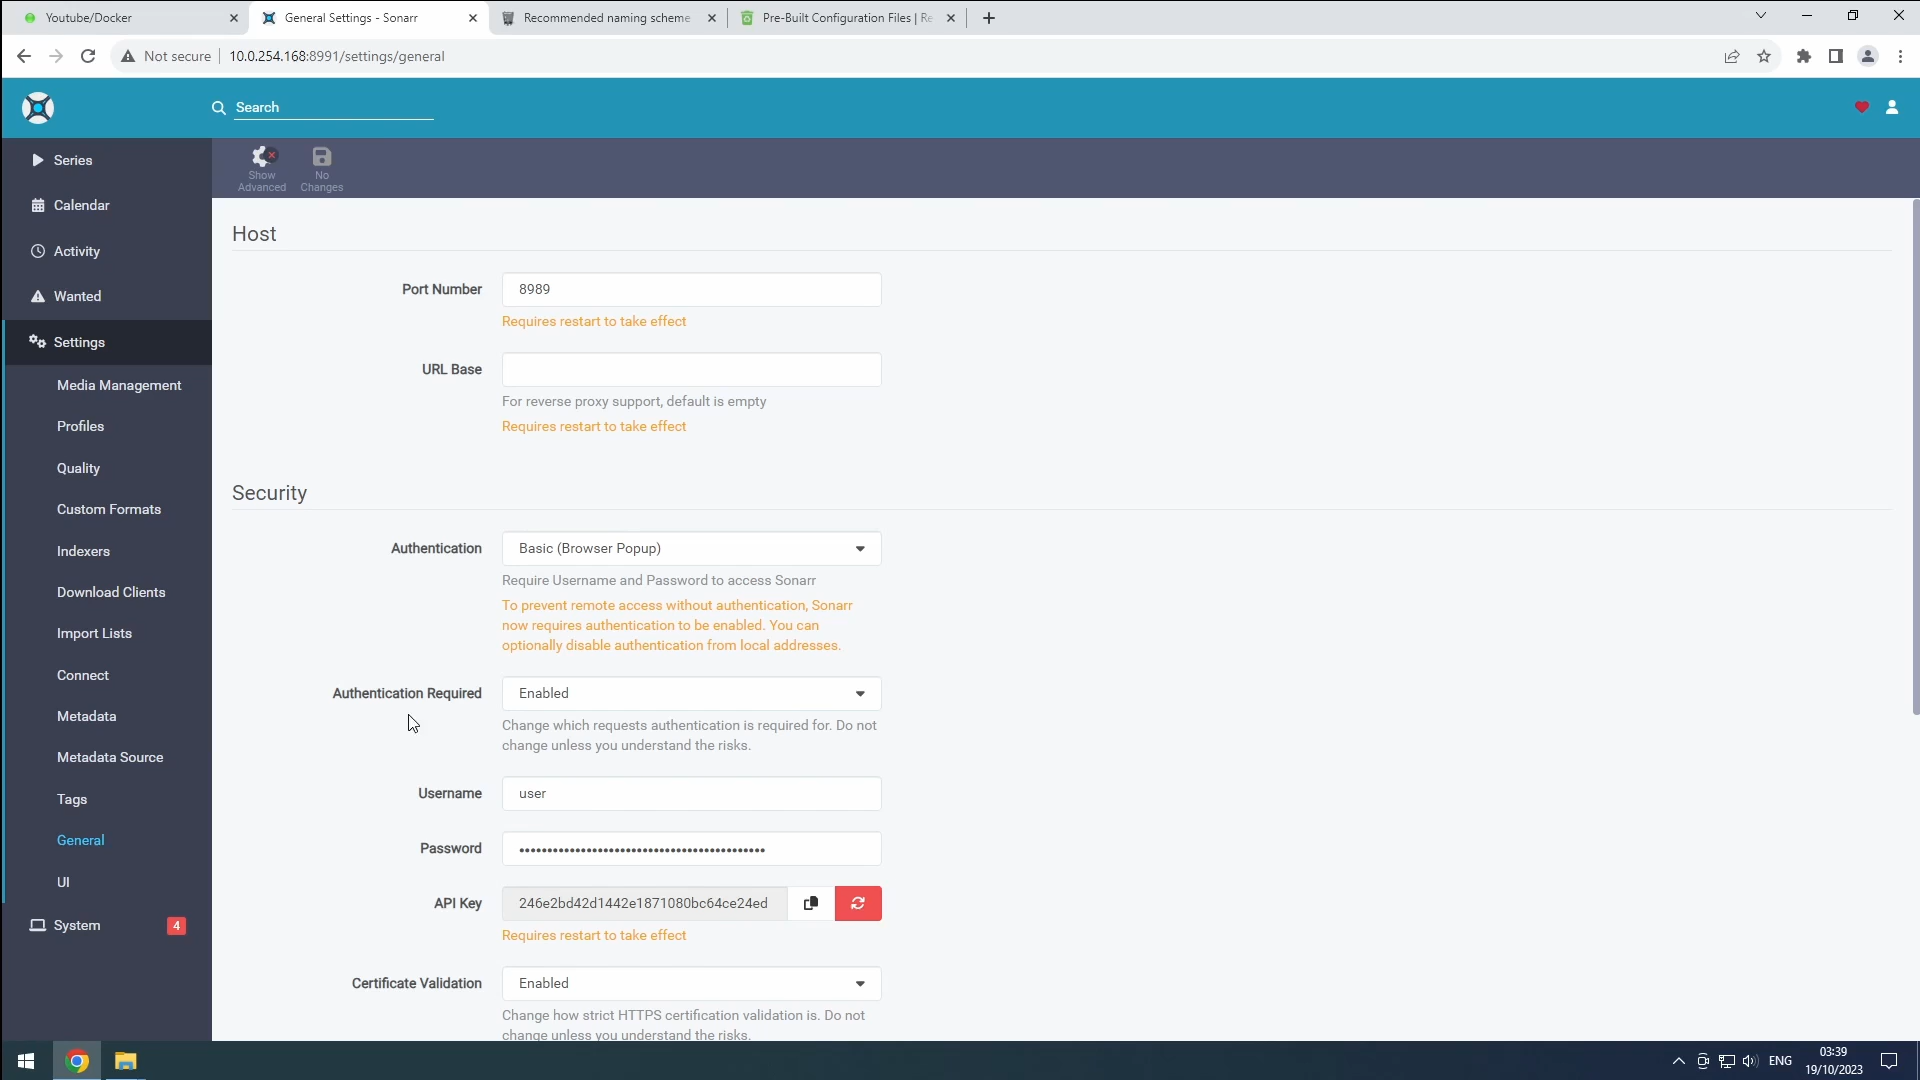 Youtube/Docker
General Settings - Sonarr
Recommended naming scheme
Pre-Built Configuration Files | Re
Not secure
10.0.254.168:8991/settings/general
Search
Series
Calendar
Activity
Wanted
Settings
Media Management
Profiles
Quality
Custom Formats
Indexers
Download Clients
Import Lists
Connect
Metadata
Metadata Source
Tags
General
UI
System
4
Show
Advanced
No
Changes
Host
Port Number
8989
Requires restart to take effect
URL Base
For reverse proxy support, default is empty
Requires restart to take effect
Security
Authentication
Basic (Browser Popup)
Require Username and Password to access Sonarr
To prevent remote access without authentication, Sonarr
now requires authentication to be enabled. You can
optionally disable authentication from local addresses.
Authentication Required
Enabled
Change which requests authentication is required for. Do not
change unless you understand the risks.
Username
user
Password
••••••••••••••••••••••••••••••••••••••••••••
API Key
246e2bd42d1442e1871080bc64ce24ed
Requires restart to take effect
Certificate Validation
Enabled
Change how strict HTTPS certification validation is. Do not
change unless you understand the risks.
ENG
03:39
19/10/2023